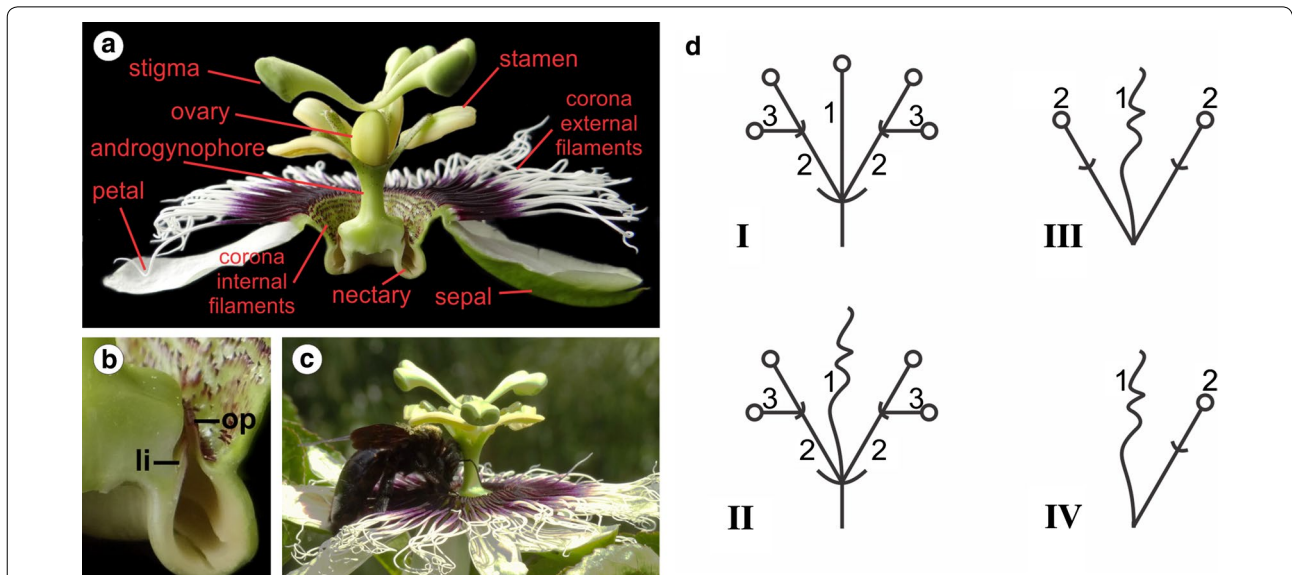 a
stigma
stamen
ovary
corona
external
filaments
androgynophore
petal
corona
internal
filaments
nectary
sepal
b
op
li
c
d
3
1
3
2
2
I
2
1
2
III
3
1
3
2
2
II
1
2
IV